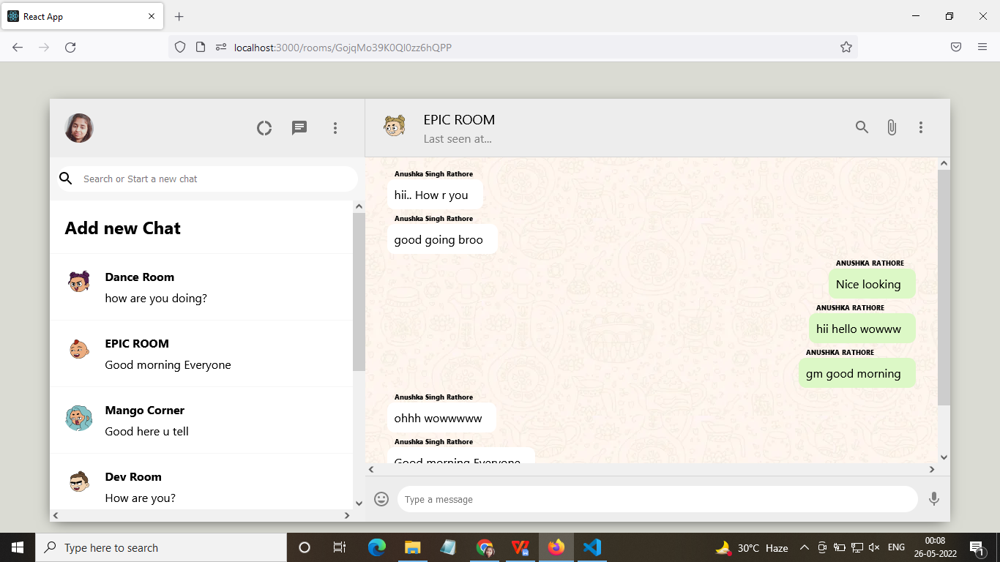 React App
localhost:3000/rooms/GojqMo39K0Ql0zz6hQPP
EPIC ROOM
Last seen at...
Search or Start a new chat
Add new Chat
Dance Room
how are you doing?
EPIC ROOM
Good morning Everyone
Mango Corner
Good here u tell
Dev Room
How are you?
Anushka Singh Rathore
hii.. How r you
Anushka Singh Rathore
good going broo
ANUSHKA RATHORE
Nice looking
ANUSHKA RATHORE
hii hello wowww
ANUSHKA RATHORE
gm good morning
Anushka Singh Rathore
ohhh wowwwww
Anushka Singh Rathore
Good morning Everyone
Type a message
Type here to search
30°C Haze
ENG
00:08
26-05-2022
1